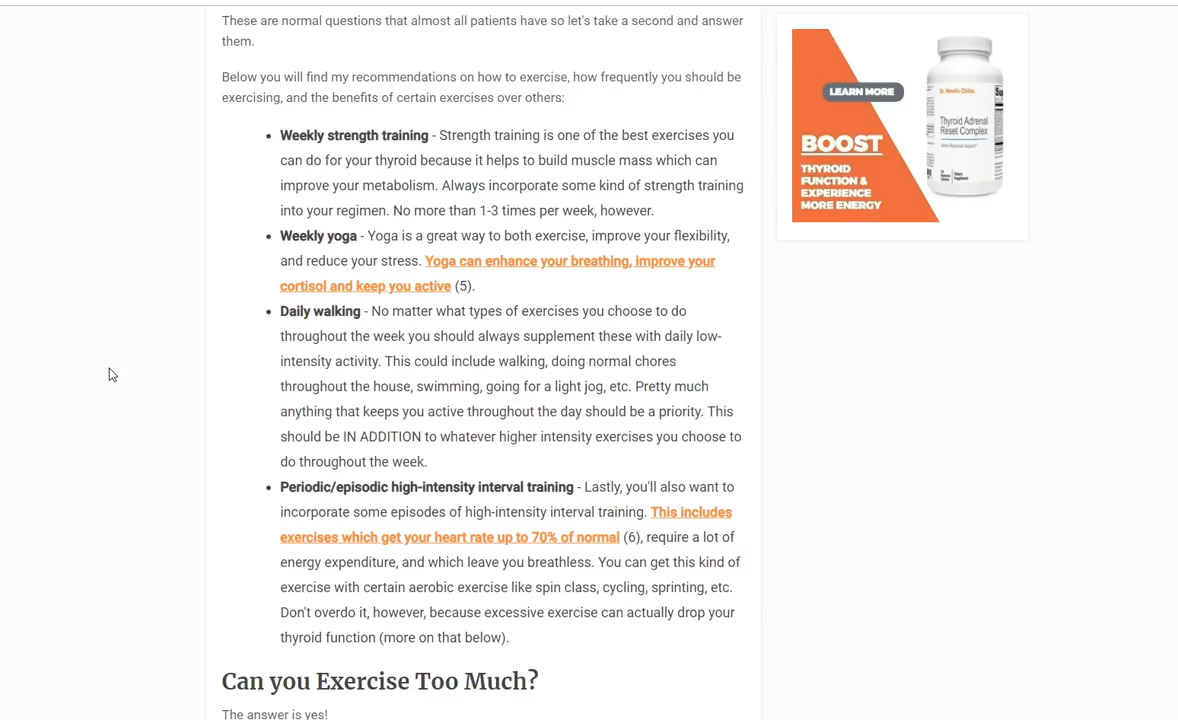 These are normal questions that almost all patients have so let's take a second and answer
them.
Below you will find my recommendations on how to exercise, how frequently you should be
exercising, and the benefits of certain exercises over others:
• Weekly strength training - Strength training is one of the best exercises you
can do for your thyroid because it helps to build muscle mass which can
improve your metabolism. Always incorporate some kind of strength training
into your regimen. No more than 1-3 times per week, however.
• Weekly yoga - Yoga is a great way to both exercise, improve your flexibility,
and reduce your stress. Yoga can enhance your breathing, improve your
cortisol and keep you active (5).
• Daily walking - No matter what types of exercises you choose to do
throughout the week you should always supplement these with daily low-
intensity activity. This could include walking, doing normal chores
throughout the house, swimming, going for a light jog, etc. Pretty much
anything that keeps you active throughout the day should be a priority. This
should be IN ADDITION to whatever higher intensity exercises you choose to
do throughout the week.
• Periodic/episodic high-intensity interval training - Lastly, you'll also want to
incorporate some episodes of high-intensity interval training. This includes
exercises which get your heart rate up to 70% of normal (6), require a lot of
energy expenditure, and which leave you breathless. You can get this kind of
exercise with certain aerobic exercise like spin class, cycling, sprinting, etc.
Don't overdo it, however, because excessive exercise can actually drop your
thyroid function (more on that below).
Can you Exercise Too Much?
The answer is yes!
LEARN MORE
BOOST
THYROID
FUNCTION &
EXPERIENCE
MORE ENERGY
Dr. Westin Childs
Thyroid Adrenal
Reset Complex